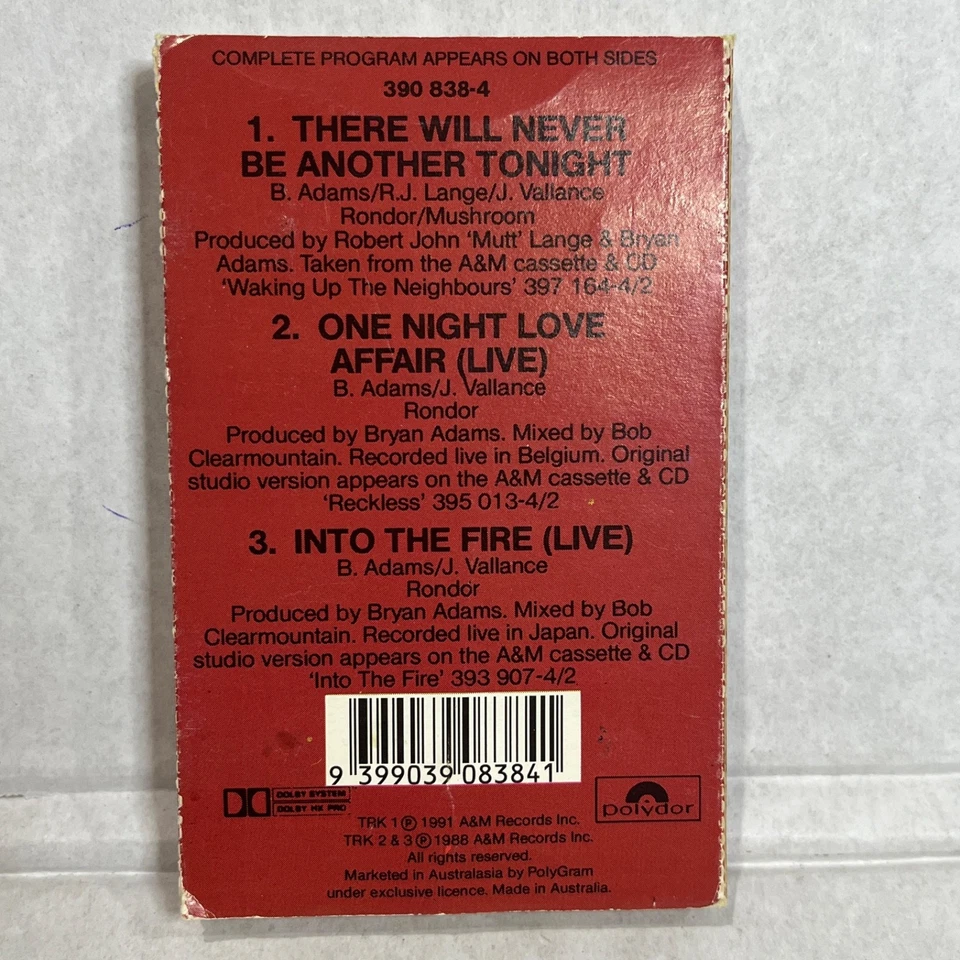 COMPLETE PROGRAM APPEARS ON BOTH SIDES
390 838-4
1. THERE WILL NEVER
BE ANOTHER TONIGHT
B. Adams/R.J. Lange/J. Vallance
Rondor/Mushroom
Produced by Robert John 'Mutt' Lange & Bryan
Adams. Taken from the A&M cassette & CD
'Waking Up The Neighbours' 397 164-4/2
2. ONE NIGHT LOVE
AFFAIR (LIVE)
B. Adams/J. Vallance
Rondor
Produced by Bryan Adams. Mixed by Bob
Clearmountain. Recorded live in Belgium. Original
studio version appears on the A&M cassette & CD
'Reckless' 395 013-4/2
3. INTO THE FIRE (LIVE)
B. Adams/J. Vallance
Rondor
Produced by Bryan Adams. Mixed by Bob
Clearmountain. Recorded live in Japan. Original
studio version appears on the A&M cassette & CD
'Into The Fire' 393 907-4/2
9 399039 083841
DOLBY SYSTEM
DOLBY HX PRO
polydor
TRK 1 ℗ 1991 A&M Records Inc.
TRK 2 & 3 ℗ 1988 A&M Records Inc.
All rights reserved.
Marketed in Australasia by PolyGram
under exclusive licence. Made in Australia.